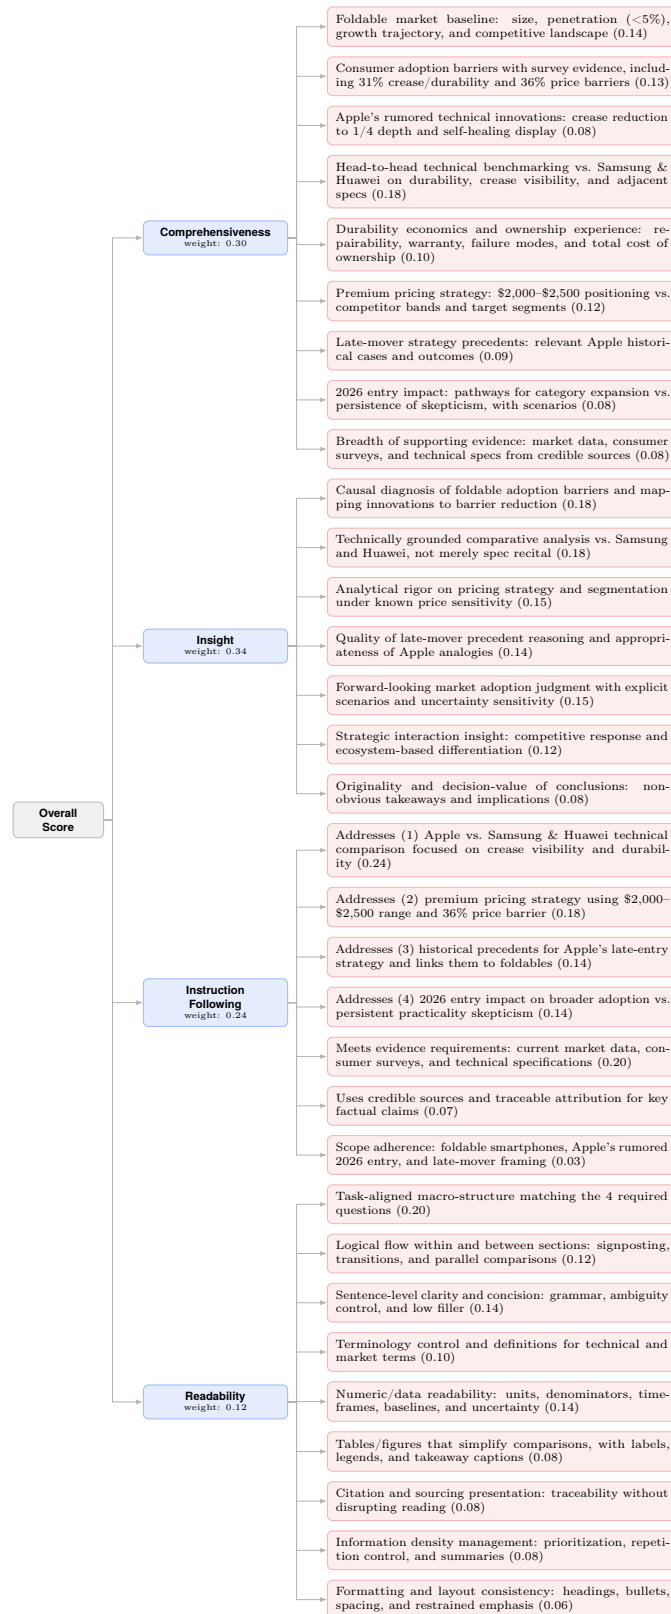 Foldable market baseline: size, penetration (<5%),
growth trajectory, and competitive landscape (0.14)
Consumer adoption barriers with survey evidence, includ-
ing 31% crease/durability and 36% price barriers (0.13)
Apple's rumored technical innovations: crease reduction
to 1/4 depth and self-healing display (0.08)
Head-to-head technical benchmarking vs. Samsung &
Huawei on durability, crease visibility, and adjacent
specs (0.18)
Comprehensiveness
weight: 0.30
Durability economics and ownership experience: re-
pairability, warranty, failure modes, and total cost of
ownership (0.10)
Premium pricing strategy: $2,000–$2,500 positioning vs.
competitor bands and target segments (0.12)
Late-mover strategy precedents: relevant Apple histori-
cal cases and outcomes (0.09)
2026 entry impact: pathways for category expansion vs.
persistence of skepticism, with scenarios (0.08)
Breadth of supporting evidence: market data, consumer
surveys, and technical specs from credible sources (0.08)
Causal diagnosis of foldable adoption barriers and map-
ping innovations to barrier reduction (0.18)
Technically grounded comparative analysis vs. Samsung
and Huawei, not merely spec recital (0.18)
Analytical rigor on pricing strategy and segmentation
under known price sensitivity (0.15)
Insight
weight: 0.34
Quality of late-mover precedent reasoning and appropri-
ateness of Apple analogies (0.14)
Forward-looking market adoption judgment with explicit
scenarios and uncertainty sensitivity (0.15)
Strategic interaction insight: competitive response and
ecosystem-based differentiation (0.12)
Originality and decision-value of conclusions: non-
obvious takeaways and implications (0.08)
Overall
Score
Addresses (1) Apple vs. Samsung & Huawei technical
comparison focused on crease visibility and durabil-
ity (0.24)
Addresses (2) premium pricing strategy using $2,000–
$2,500 range and 36% price barrier (0.18)
Addresses (3) historical precedents for Apple's late-entry
strategy and links them to foldables (0.14)
Instruction
Following
weight: 0.24
Addresses (4) 2026 entry impact on broader adoption vs.
persistent practicality skepticism (0.14)
Meets evidence requirements: current market data, con-
sumer surveys, and technical specifications (0.20)
Uses credible sources and traceable attribution for key
factual claims (0.07)
Scope adherence: foldable smartphones, Apple's rumored
2026 entry, and late-mover framing (0.03)
Task-aligned macro-structure matching the 4 required
questions (0.20)
Logical flow within and between sections: signposting,
transitions, and parallel comparisons (0.12)
Sentence-level clarity and concision: grammar, ambiguity
control, and low filler (0.14)
Terminology control and definitions for technical and
market terms (0.10)
Readability
weight: 0.12
Numeric/data readability: units, denominators, time-
frames, baselines, and uncertainty (0.14)
Tables/figures that simplify comparisons, with labels,
legends, and takeaway captions (0.08)
Citation and sourcing presentation: traceability without
disrupting reading (0.08)
Information density management: prioritization, repeti-
tion control, and summaries (0.08)
Formatting and layout consistency: headings, bullets,
spacing, and restrained emphasis (0.06)